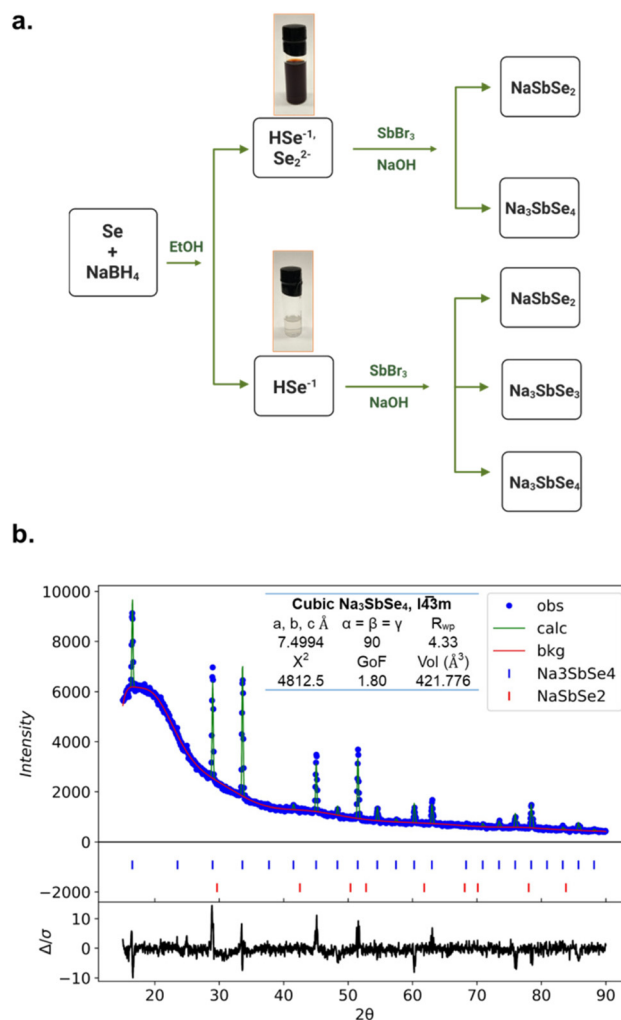 a.
HSe⁻¹,
Se₂²⁻
SbBr₃
NaOH
NaSbSe₂
Na₃SbSe₄
Se
+
NaBH₄
EtOH
HSe⁻¹
SbBr₃
NaOH
NaSbSe₂
Na₃SbSe₃
Na₃SbSe₄
b.
Cubic Na₃SbSe₄, I4̅3m
a, b, c Å α = β = γ Rwp
7.4994 90 4.33
X² GoF Vol (Å³)
4812.5 1.80 421.776
obs
calc
bkg
Na3SbSe4
NaSbSe2
Intensity
10000
8000
6000
4000
2000
0
−2000
Δ/σ
10
0
−10
20 30 40 50 60 70 80 90
2θ